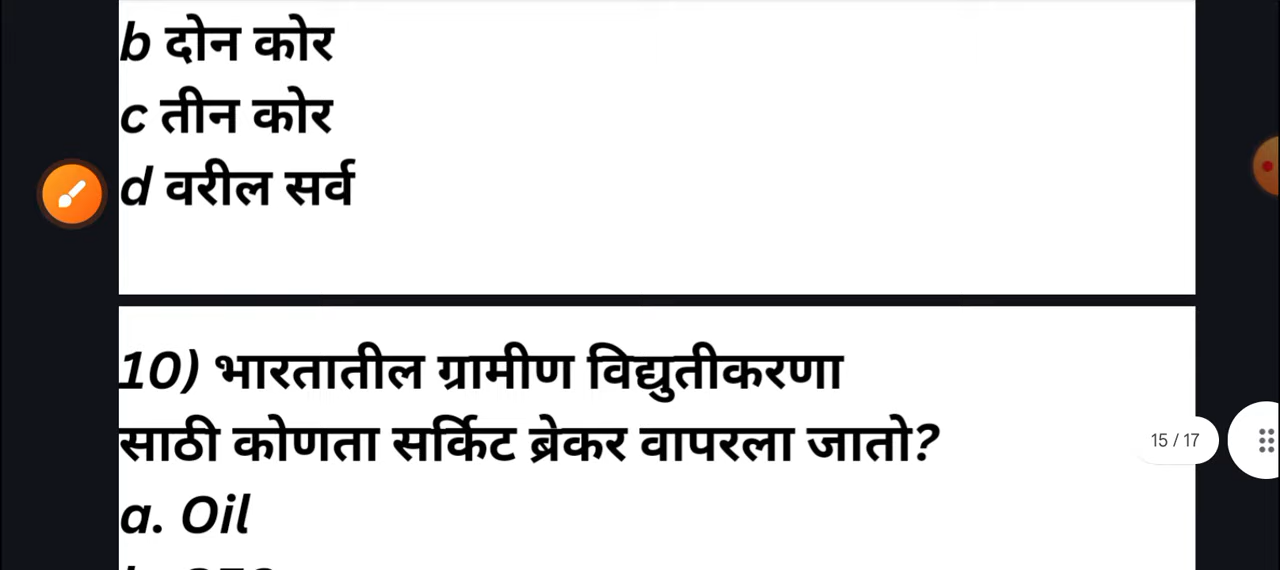 b दोन कोर
c तीन कोर
d वरील सर्व
10) भारतातील ग्रामीण विद्युतीकरणा
साठी कोणता सर्किट ब्रेकर वापरला जातो?
15 / 17
a. Oil